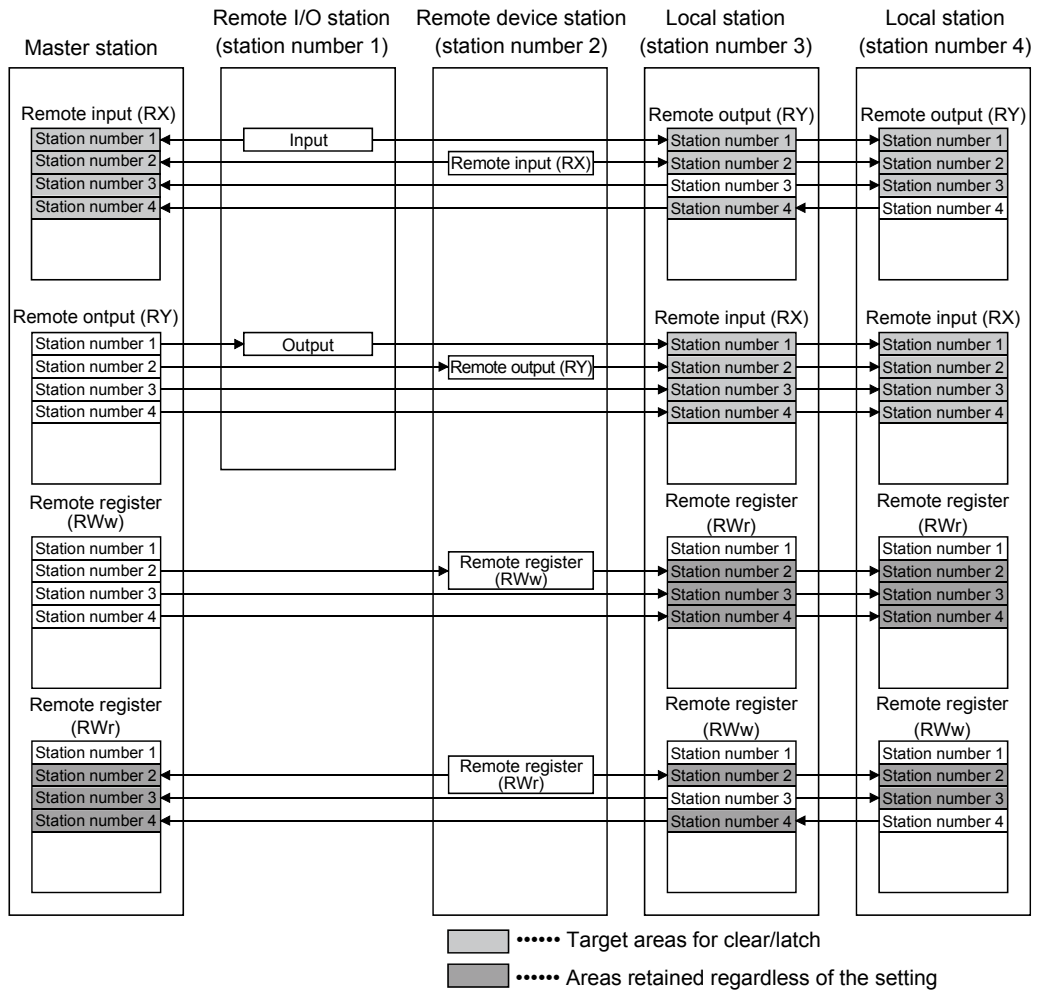 Master station
Remote I/O station
(station number 1)
Remote device station
(station number 2)
Local station
(station number 3)
Local station
(station number 4)
Remote input (RX)
Station number 1
Station number 2
Station number 3
Station number 4
Input
Remote input (RX)
Remote output (RY)
Station number 1
Station number 2
Station number 3
Station number 4
Remote output (RY)
Station number 1
Station number 2
Station number 3
Station number 4
Remote ontput (RY)
Station number 1
Station number 2
Station number 3
Station number 4
Output
Remote output (RY)
Remote input (RX)
Station number 1
Station number 2
Station number 3
Station number 4
Remote input (RX)
Station number 1
Station number 2
Station number 3
Station number 4
Remote register
(RWw)
Station number 1
Station number 2
Station number 3
Station number 4
Remote register
(RWw)
Remote register
(RWr)
Station number 1
Station number 2
Station number 3
Station number 4
Remote register
(RWr)
Station number 1
Station number 2
Station number 3
Station number 4
Remote register
(RWr)
Station number 1
Station number 2
Station number 3
Station number 4
Remote register
(RWr)
Remote register
(RWw)
Station number 1
Station number 2
Station number 3
Station number 4
Remote register
(RWw)
Station number 1
Station number 2
Station number 3
Station number 4
•••••• Target areas for clear/latch
•••••• Areas retained regardless of the setting